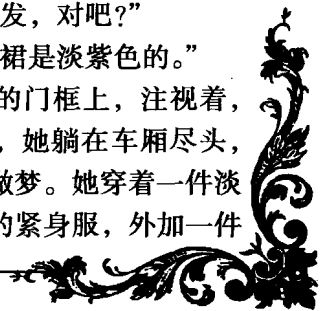 发，对吧？”
裙是淡紫色的。”
的门框上，注视着，
，她躺在车厢尽头，
做梦。她穿着一件淡
的紧身服，外加一件